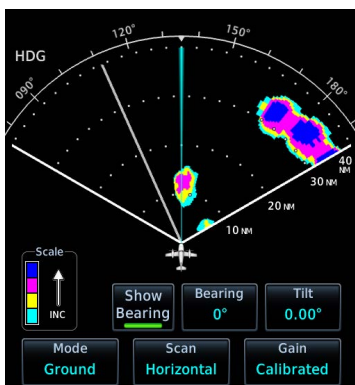 120°
150°
HDG
090°
180°
40
NM
30 NM
20 NM
10 NM
Scale
INC
Show
Bearing
Bearing
0°
Tilt
0.00°
Mode
Ground
Scan
Horizontal
Gain
Calibrated